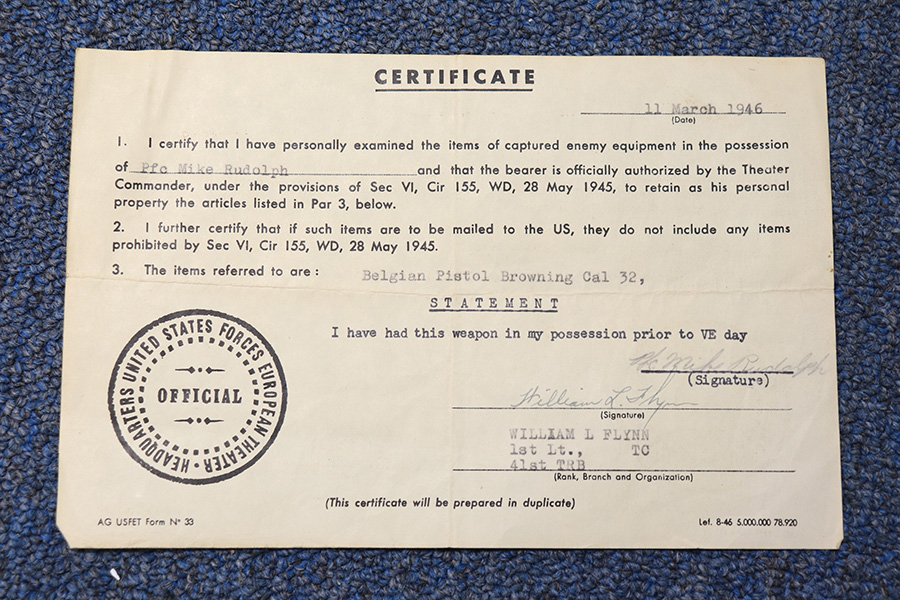 CERTIFICATE
11 March 1946
(Date)
1. I certify that I have personally examined the items of captured enemy equipment in the possession
of Pfc Mike Rudolph and that the bearer is officially authorized by the Theater
Commander, under the provisions of Sec VI, Cir 155, WD, 28 May 1945, to retain as his personal
property the articles listed in Par 3, below.
2. I further certify that if such items are to be mailed to the US, they do not include any items
prohibited by Sec VI, Cir 155, WD, 28 May 1945.
3. The items referred to are : Belgian Pistol Browning Cal 32,
STATEMENT
I have had this weapon in my possession prior to VE day
Mike Rudolph
(Signature)
William L. Flynn
(Signature)
HEADQUARTERS UNITED STATES FORCES EUROPEAN THEATER
OFFICIAL
WILLIAM L FLYNN
1st Lt., TC
41st TRB
(Rank, Branch and Organization)
(This certificate will be prepared in duplicate)
AG USFET Form Nº 33
Lef. 8-46 5.000.000 78.920